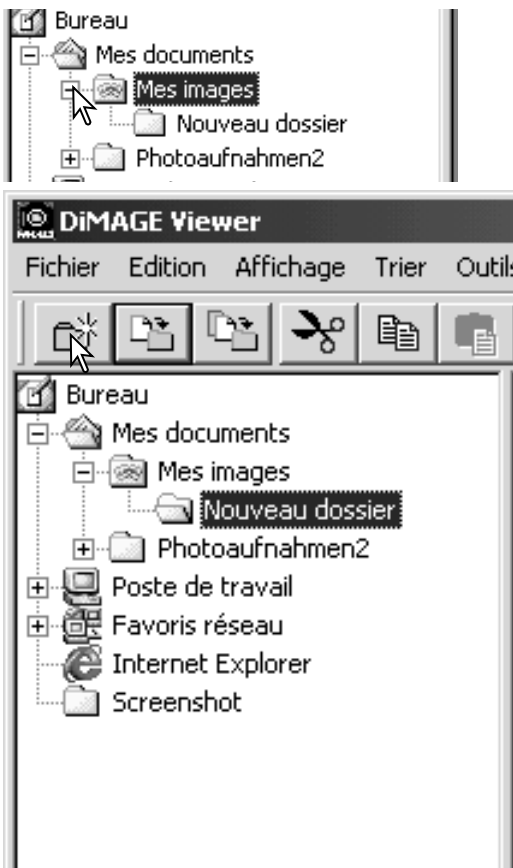 Bureau
Mes documents
Mes images
Nouveau dossier
Photoaufnahmen2
DiMAGE Viewer
Fichier Edition Affichage Trier Outils
Bureau
Mes documents
Mes images
Nouveau dossier
Photoaufnahmen2
Poste de travail
Favoris réseau
Internet Explorer
Screenshot